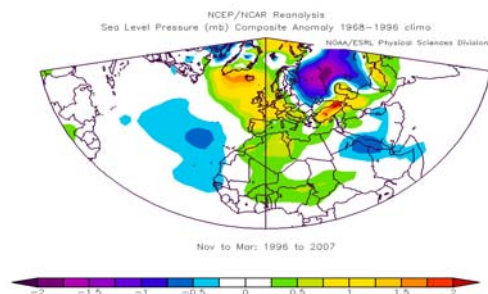 NCEP/NCAR Reanalysis
Sea Level Pressure (mb) Composite Anomaly 1968-1996 climo
NOAA/ESRL Physical Sciences Division
Nov to Mar: 1996 to 2007
-2 -1.5 -1 -0.5 0 0.5 1 1.5 2